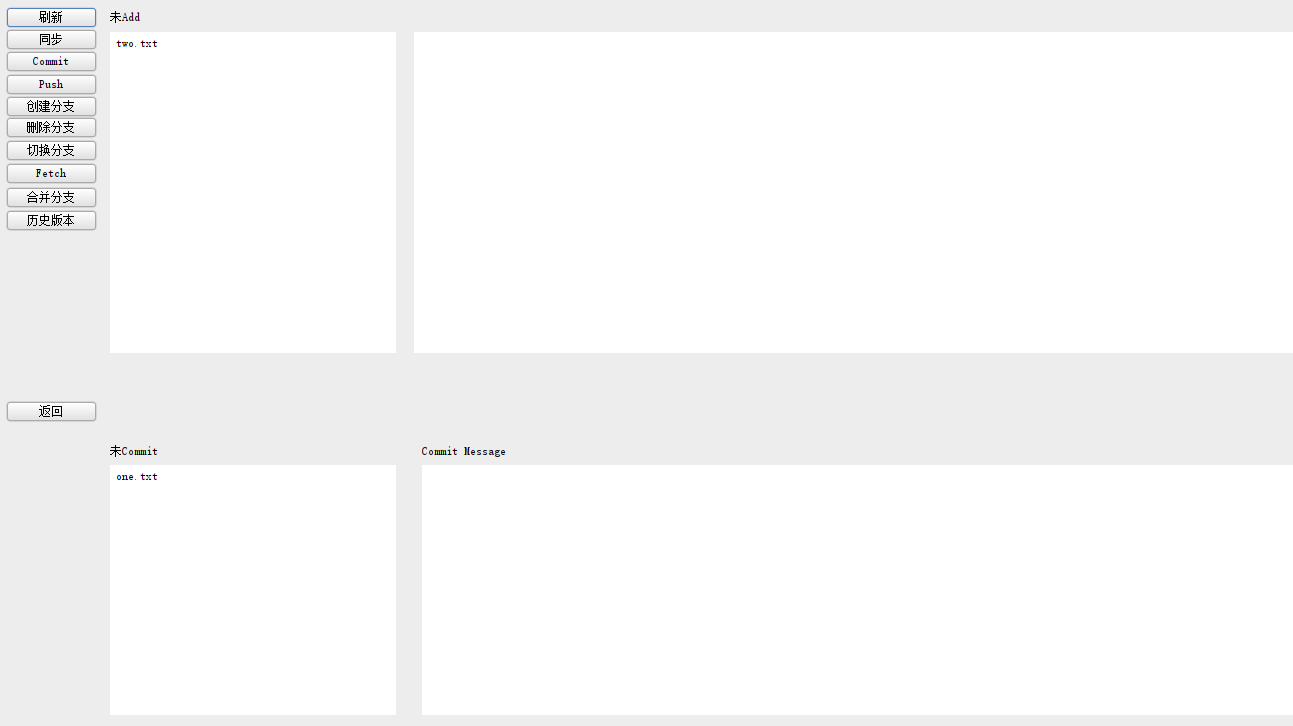 刷新
同步
Commit
Push
创建分支
删除分支
切换分支
Fetch
合并分支
历史版本
返回
未Add
two.txt
未Commit
one.txt
Commit Message